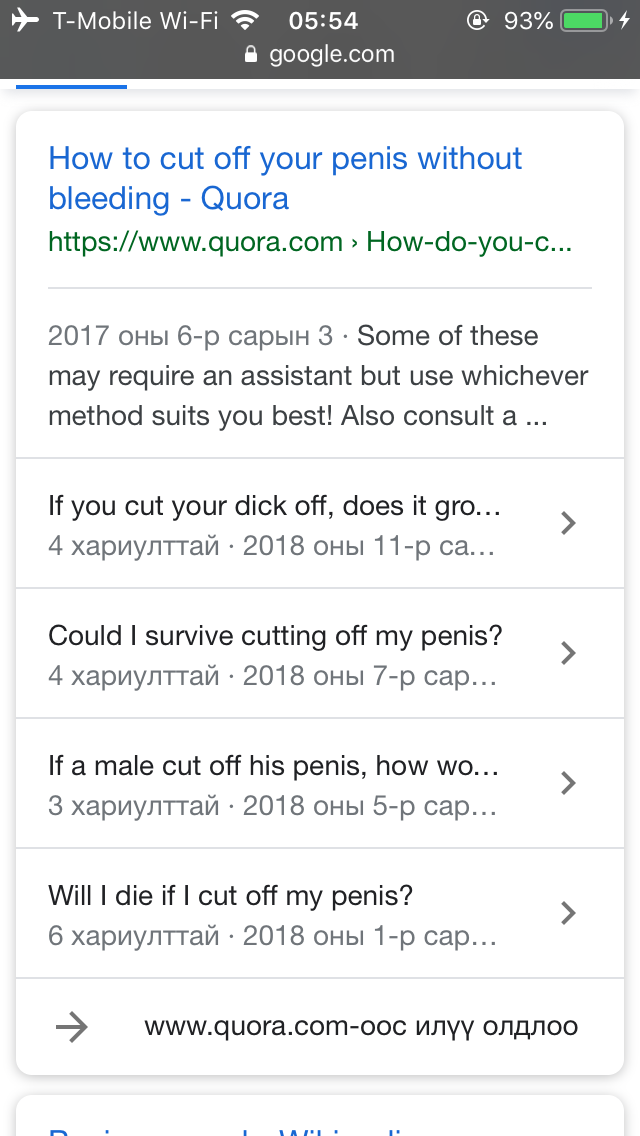 T-Mobile Wi-Fi 05:54 93%
google.com
How to cut off your penis without
bleeding - Quora
https://www.quora.com › How-do-you-c...
2017 оны 6-р сарын 3 · Some of these
may require an assistant but use whichever
method suits you best! Also consult a ...
If you cut your dick off, does it gro...
4 хариулттай · 2018 оны 11-р са...
Could I survive cutting off my penis?
4 хариулттай · 2018 оны 7-р сар...
If a male cut off his penis, how wo...
3 хариулттай · 2018 оны 5-р сар...
Will I die if I cut off my penis?
6 хариулттай · 2018 оны 1-р сар...
www.quora.com-оос илүү олдлоо